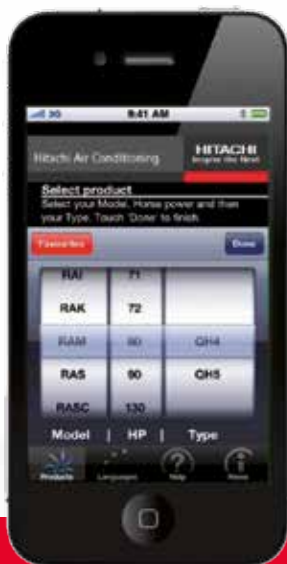 3G 9:41 AM
Hitachi Air Conditioning
HITACHI
Inspire the Next
Select product
Select your Model, Horse power and then
your Type. Touch 'Done' to finish.
Favourites Done
RAI 71
RAK 72
RAM 80 QH4
RAS 90 QH5
RASC 130
Model | HP | Type
Products Languages Help